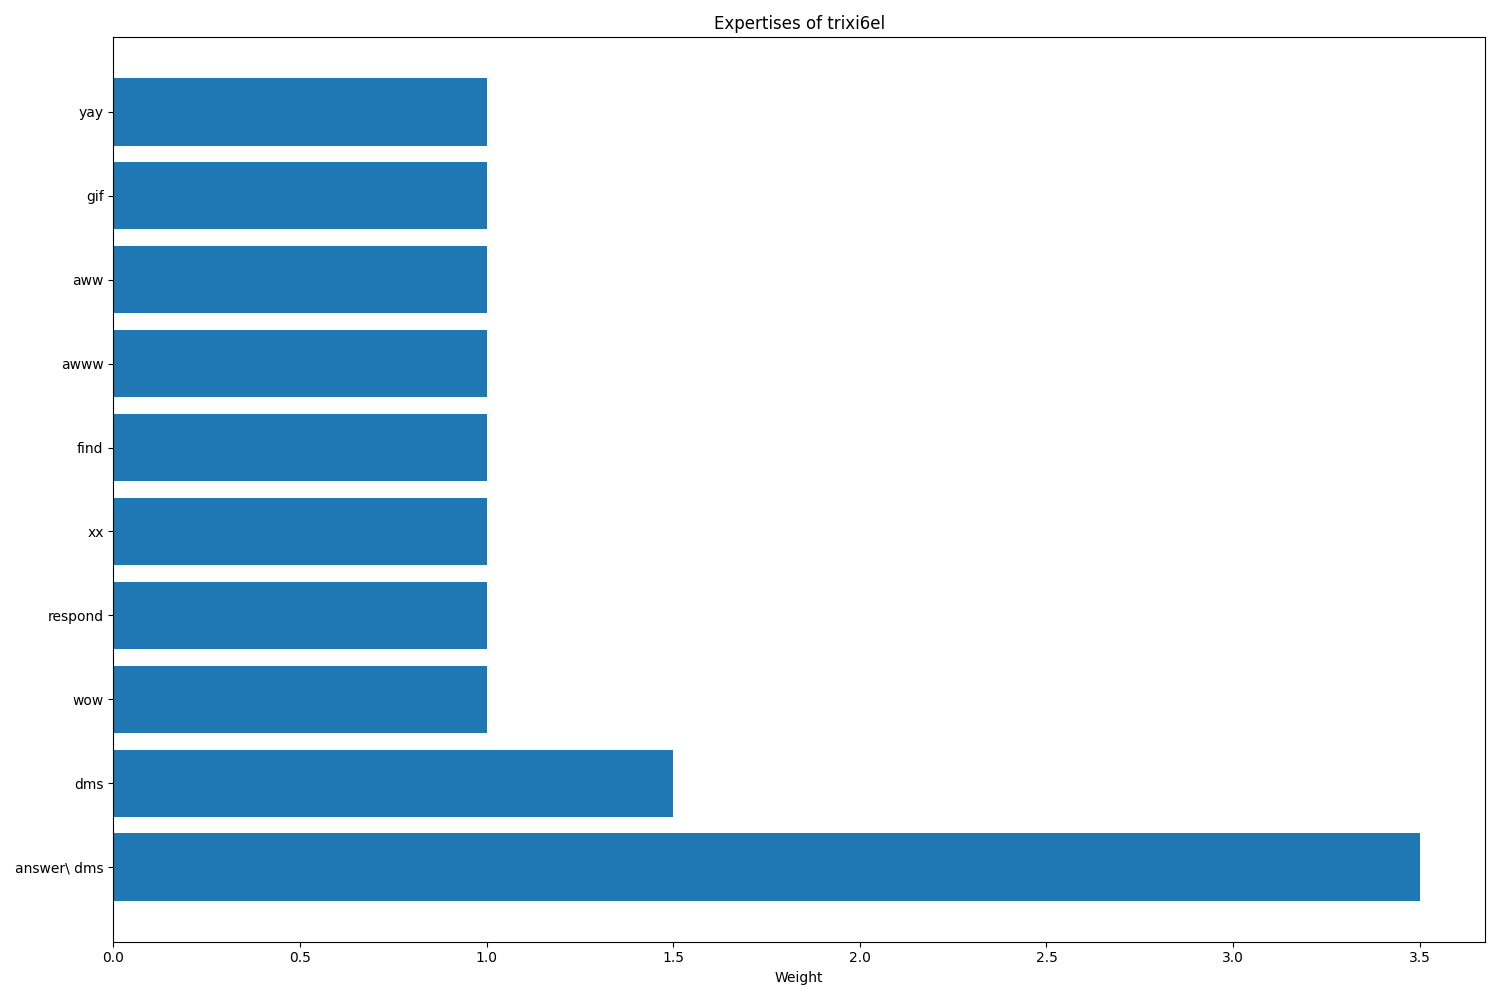 Expertises of trixi6el
yay
gif
aww
awww
find
xx
respond
wow
dms
answer\ dms
0.0 0.5 1.0 1.5 2.0 2.5 3.0 3.5
Weight